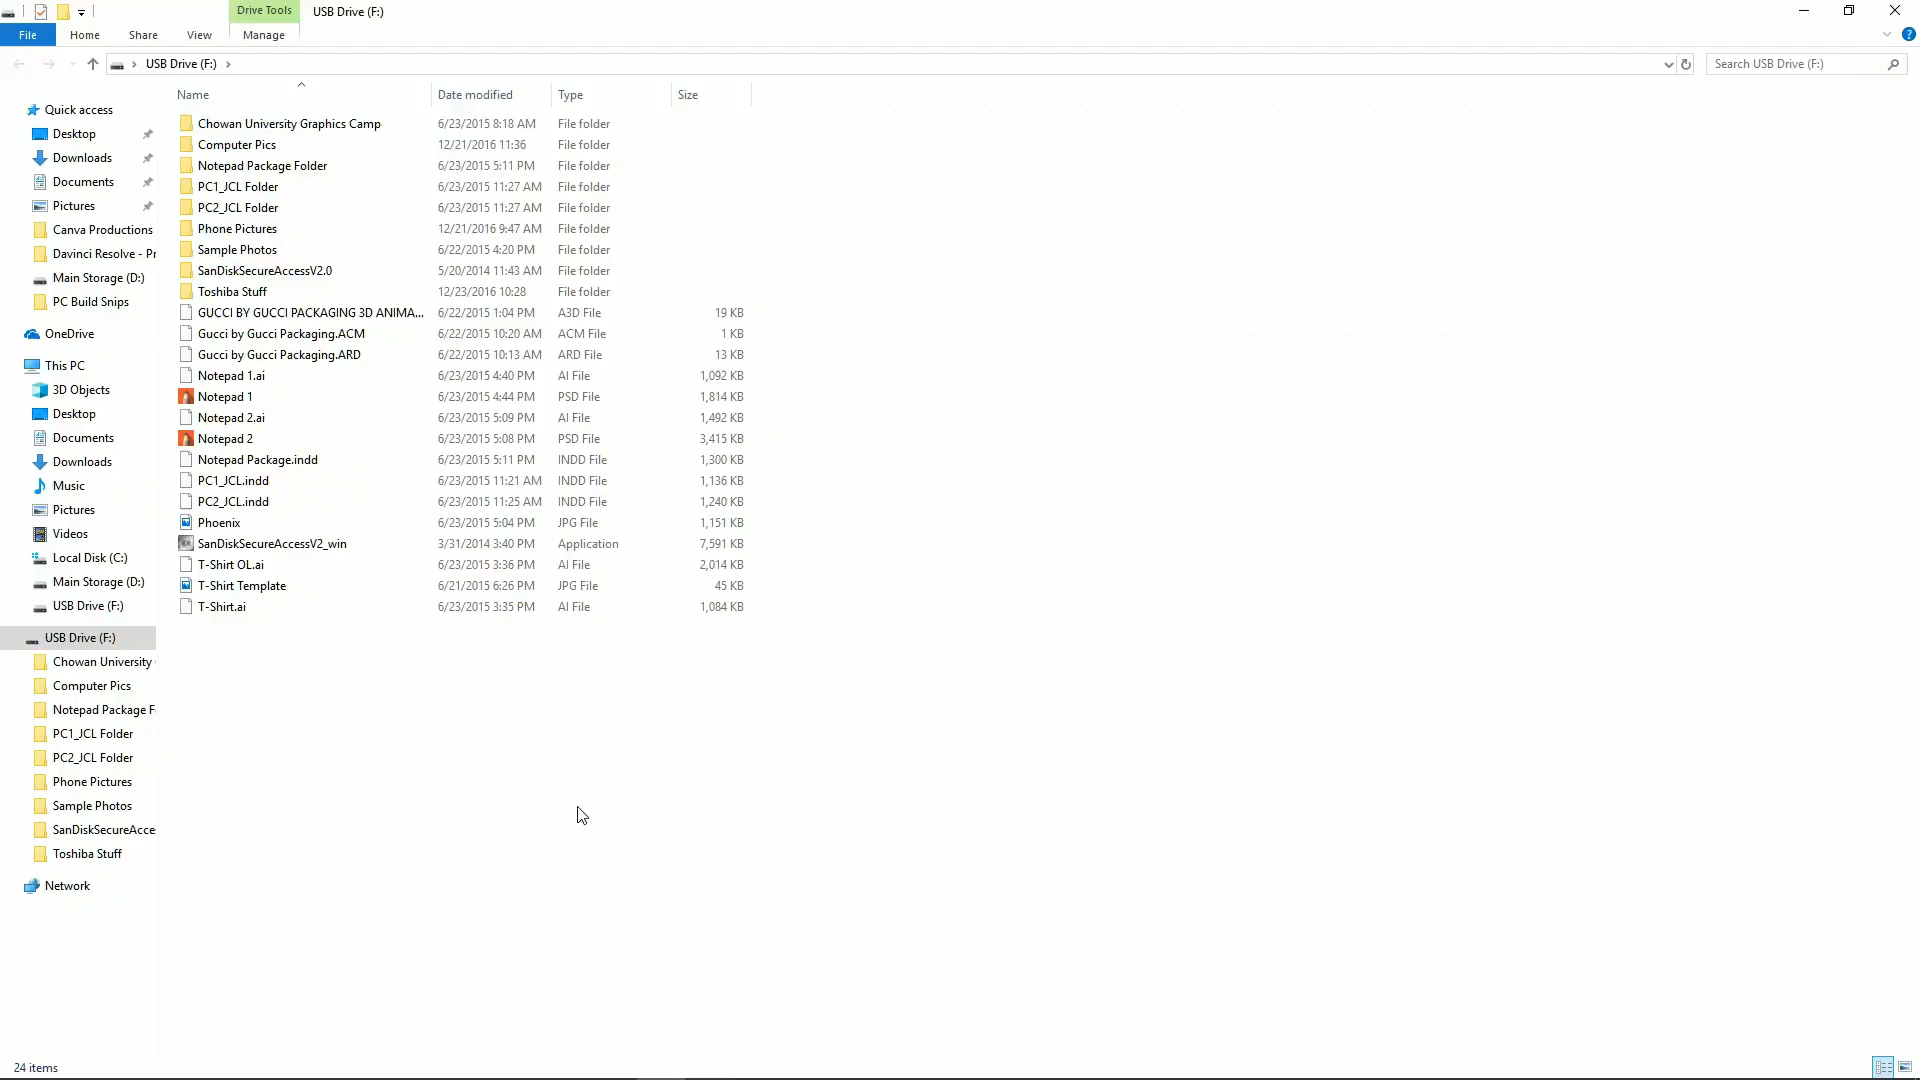 Drive Tools USB Drive (F:)
File Home Share View Manage
USB Drive (F:) Search USB Drive (F:)
Name Date modified Type Size
Quick access
Desktop
Downloads
Documents
Pictures
Canva Productions
Davinci Resolve - Pr
Main Storage (D:)
PC Build Snips
OneDrive
This PC
3D Objects
Desktop
Documents
Downloads
Music
Pictures
Videos
Local Disk (C:)
Main Storage (D:)
USB Drive (F:)
USB Drive (F:)
Chowan University
Computer Pics
Notepad Package F
PC1_JCL Folder
PC2_JCL Folder
Phone Pictures
Sample Photos
SanDiskSecureAcce
Toshiba Stuff
Network
Chowan University Graphics Camp 6/23/2015 8:18 AM File folder
Computer Pics 12/21/2016 11:36 File folder
Notepad Package Folder 6/23/2015 5:11 PM File folder
PC1_JCL Folder 6/23/2015 11:27 AM File folder
PC2_JCL Folder 6/23/2015 11:27 AM File folder
Phone Pictures 12/21/2016 9:47 AM File folder
Sample Photos 6/22/2015 4:20 PM File folder
SanDiskSecureAccessV2.0 5/20/2014 11:43 AM File folder
Toshiba Stuff 12/23/2016 10:28 File folder
GUCCI BY GUCCI PACKAGING 3D ANIMA... 6/22/2015 1:04 PM A3D File 19 KB
Gucci by Gucci Packaging.ACM 6/22/2015 10:20 AM ACM File 1 KB
Gucci by Gucci Packaging.ARD 6/22/2015 10:13 AM ARD File 13 KB
Notepad 1.ai 6/23/2015 4:40 PM AI File 1,092 KB
Notepad 1 6/23/2015 4:44 PM PSD File 1,814 KB
Notepad 2.ai 6/23/2015 5:09 PM AI File 1,492 KB
Notepad 2 6/23/2015 5:08 PM PSD File 3,415 KB
Notepad Package.indd 6/23/2015 5:11 PM INDD File 1,300 KB
PC1_JCL.indd 6/23/2015 11:21 AM INDD File 1,136 KB
PC2_JCL.indd 6/23/2015 11:25 AM INDD File 1,240 KB
Phoenix 6/23/2015 5:04 PM JPG File 1,151 KB
SanDiskSecureAccessV2_win 3/31/2014 3:40 PM Application 7,591 KB
T-Shirt OL.ai 6/23/2015 3:36 PM AI File 2,014 KB
T-Shirt Template 6/21/2015 6:26 PM JPG File 45 KB
T-Shirt.ai 6/23/2015 3:35 PM AI File 1,084 KB
24 items